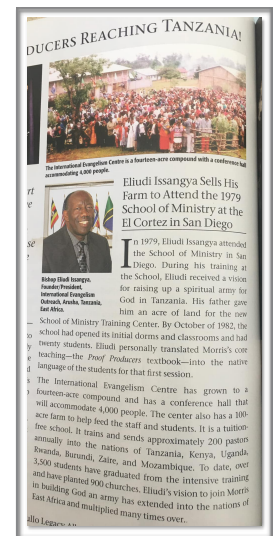 DUCERS REACHING TANZANIA!
The International Evangelism Centre is a fourteen-acre compound with a conference hall
accommodating 4,000 people.
Eliudi Issangya Sells His
Farm to Attend the 1979
School of Ministry at the
El Cortez in San Diego
Bishop Eliudi Issangya,
Founder/President,
International Evangelism
Outreach, Arusha, Tanzania,
East Africa.
In 1979, Eliudi Issangya attended
the School of Ministry in San
Diego. During his training at
the School, Eliudi received a vision
for raising up a spiritual army for
God in Tanzania. His father gave
him an acre of land for the new
School of Ministry Training Center. By October of 1982, the
school had opened its initial dorms and classrooms and had
twenty students. Eliudi personally translated Morris's core
teaching—the Proof Producers textbook—into the native
language of the students for that first session.
The International Evangelism Centre has grown to a
fourteen-acre compound and has a conference hall that
will accommodate 4,000 people. The center also has a 100-
acre farm to help feed the staff and students. It is a tuition-
free school. It trains and sends approximately 200 pastors
annually into the nations of Tanzania, Kenya, Uganda,
Rwanda, Burundi, Zaire, and Mozambique. To date, over
3,500 students have graduated from the intensive training
and have planted 900 churches. Eliudi's vision to join Morris
in building God an army has extended into the nations of
East Africa and multiplied many times over.
ullo Legacy